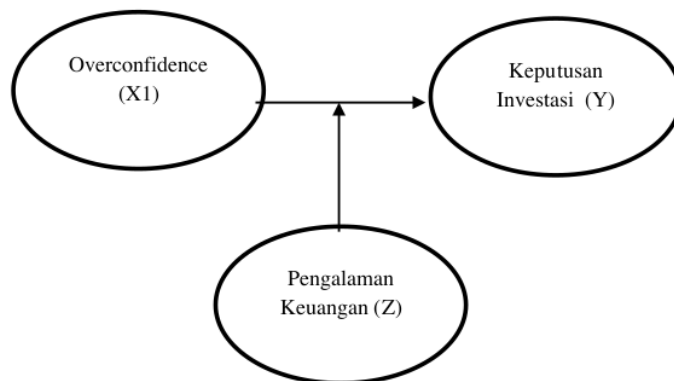 Overconfidence
(X1)
Keputusan
Investasi (Y)
Pengalaman
Keuangan (Z)